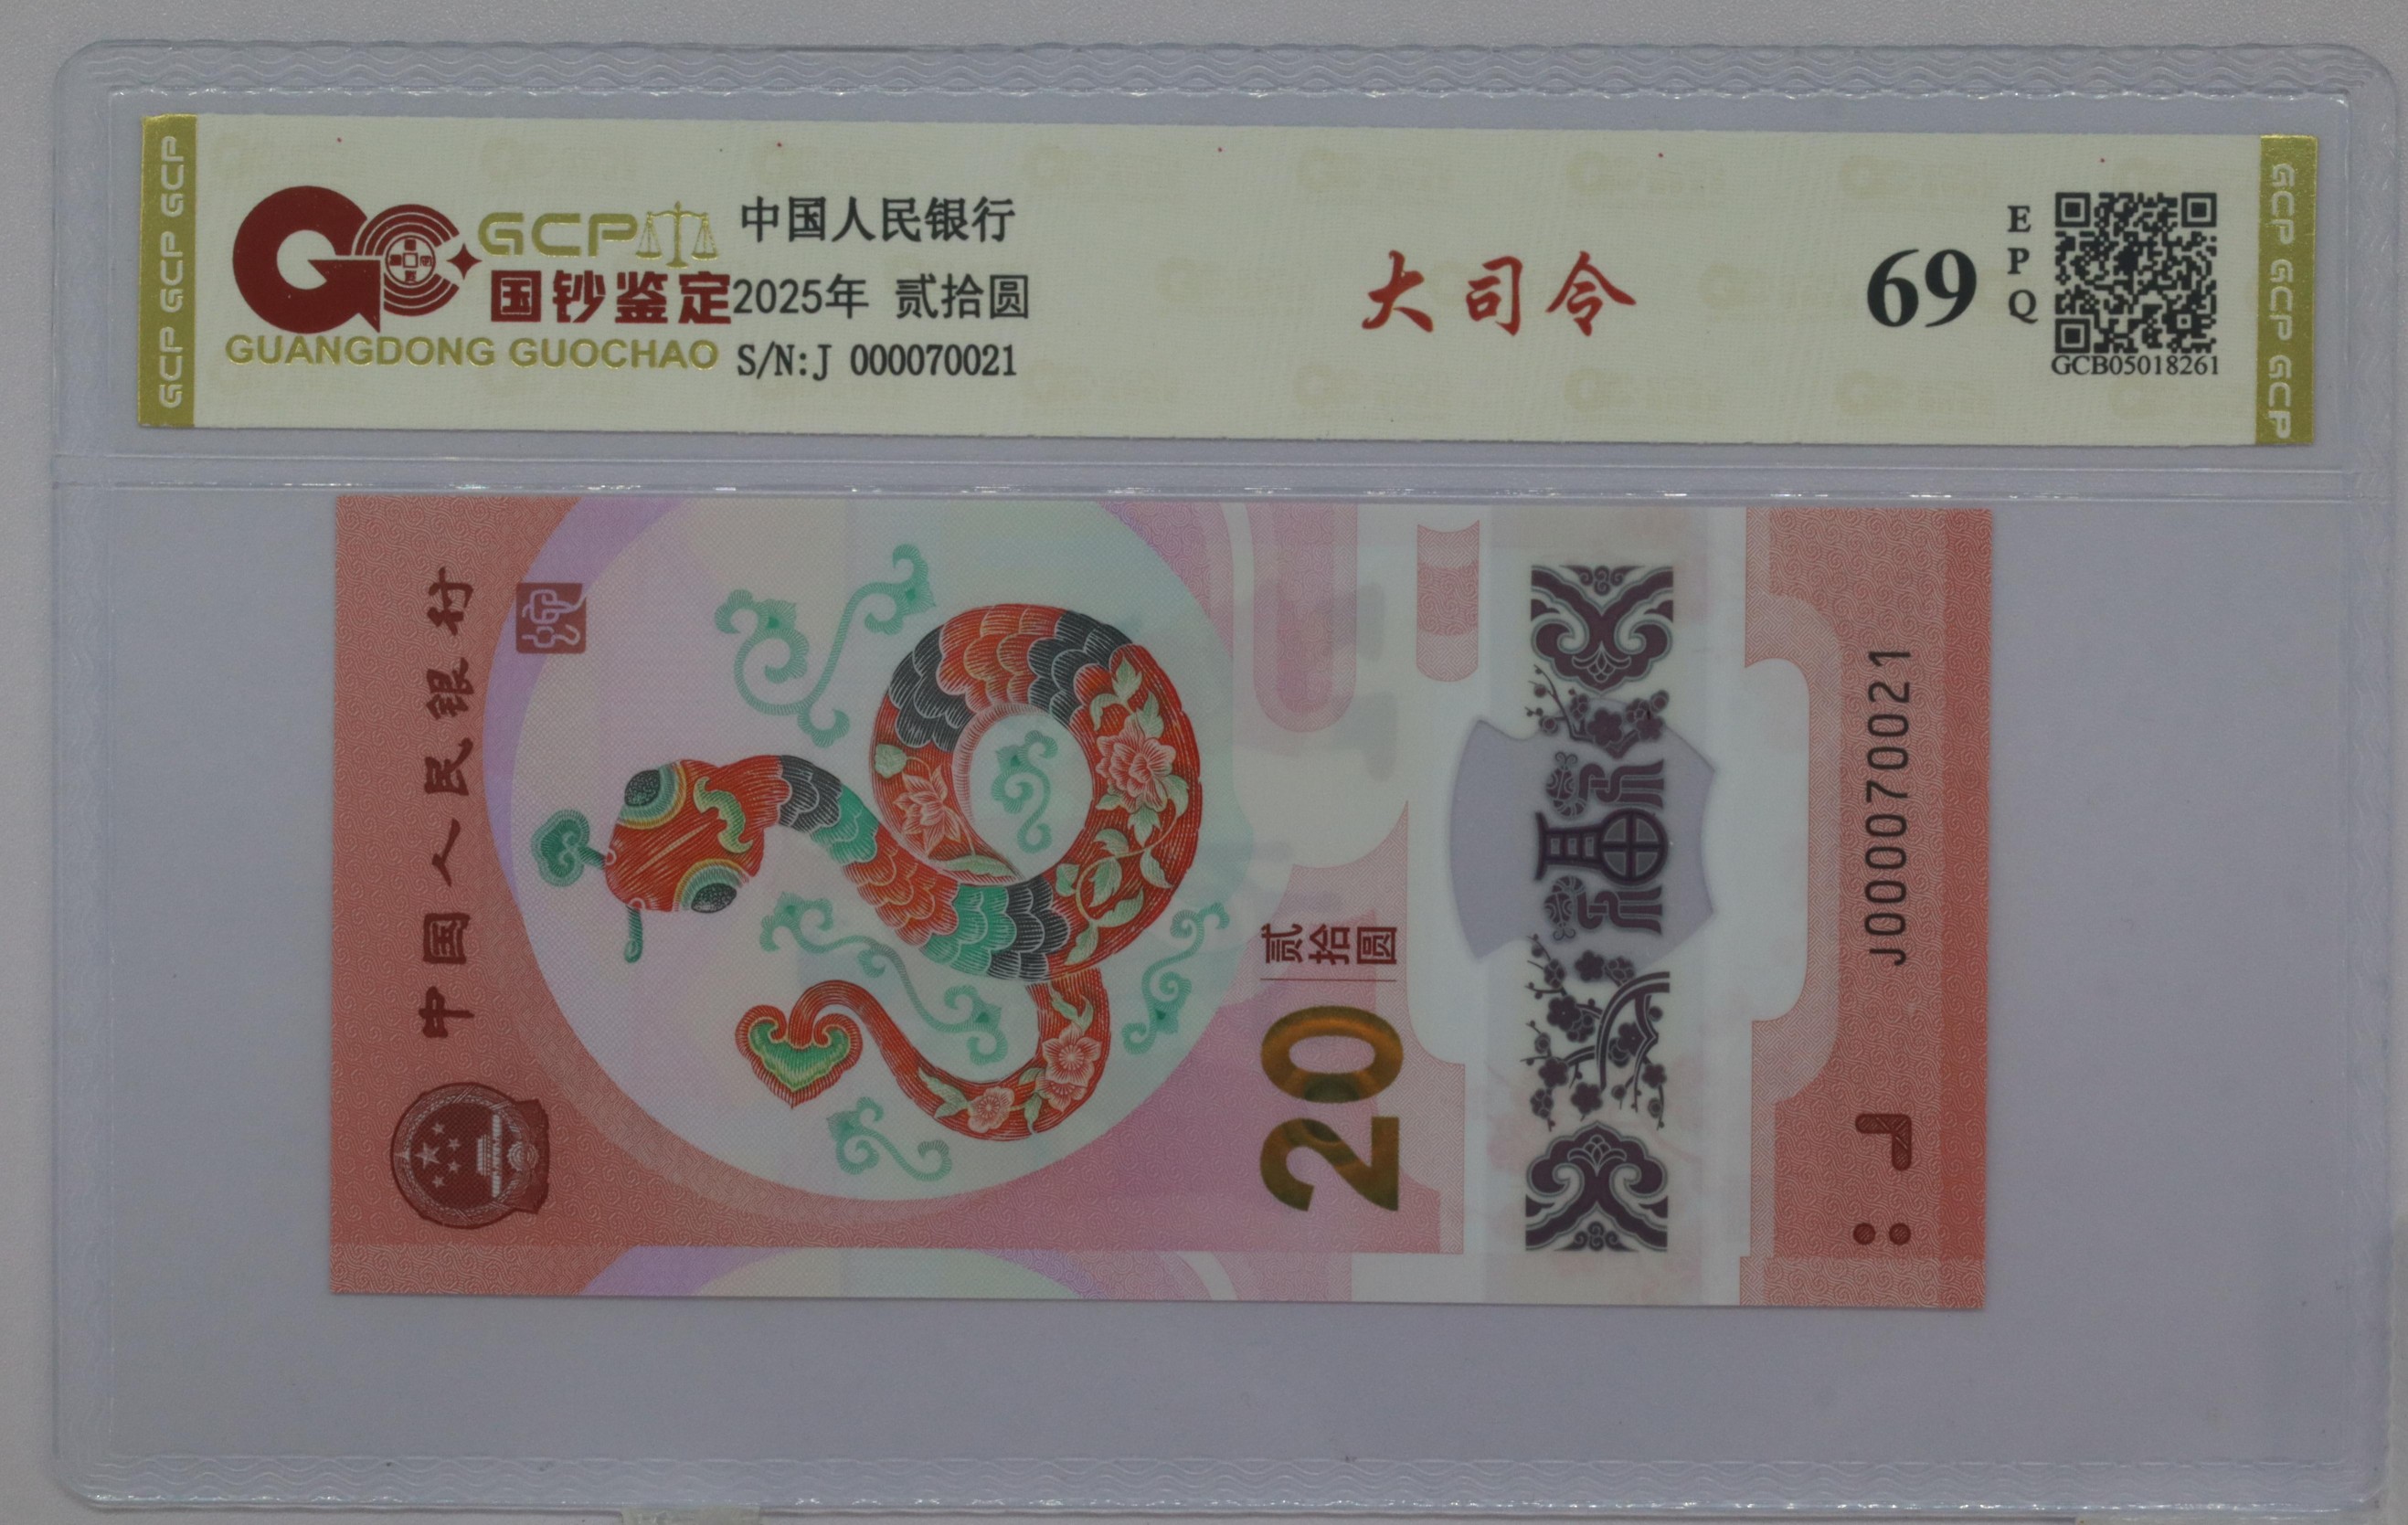 GCP GCP GCP
GCP
国钞鉴定
GUANGDONG GUOCHAO
中国人民银行
2025年 贰拾圆
S/N:J 000070021
大司令
69
EPQ
GCB05018261
GCP GCP GCP
中国人民银行
20
贰拾圆
福
J000070021